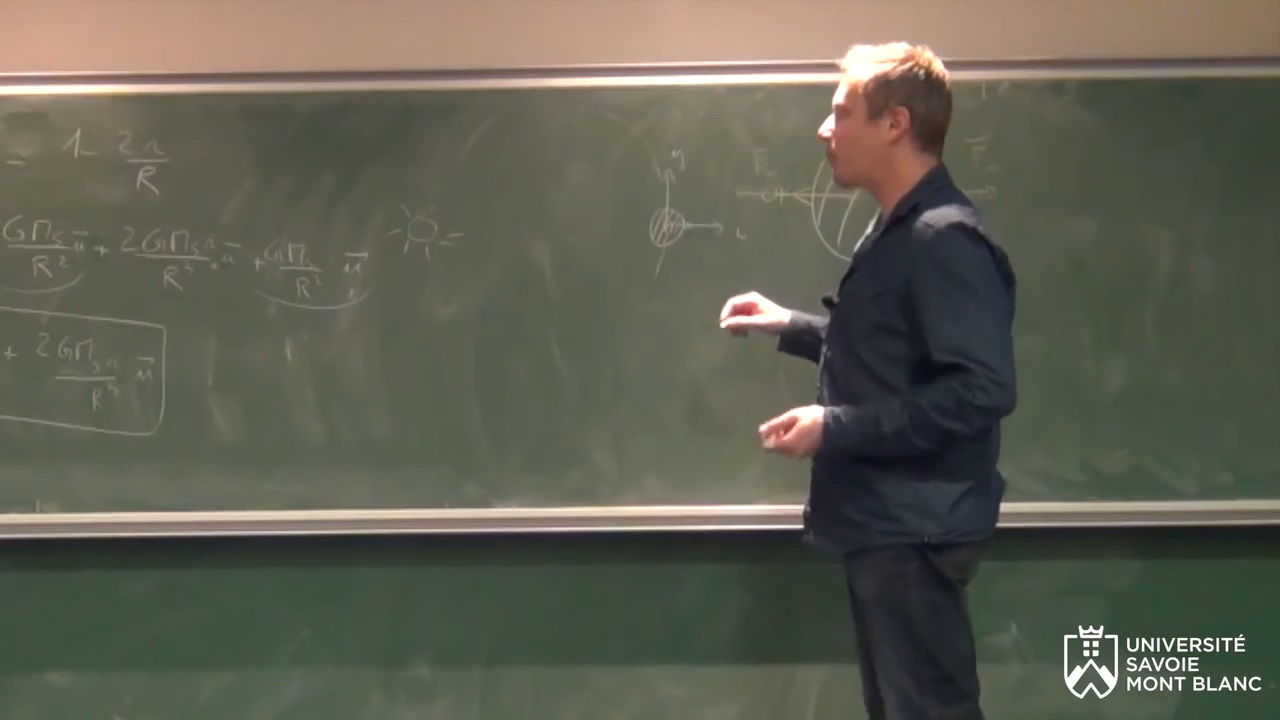 = 1 - 2r/R
GMs/R² u⃗ + 2GMs r/R³ u⃗ + GMs/R² u⃗
+ 2GMs r/R³ u⃗
y
F⃗
F⃗
UNIVERSITÉ
SAVOIE
MONT BLANC